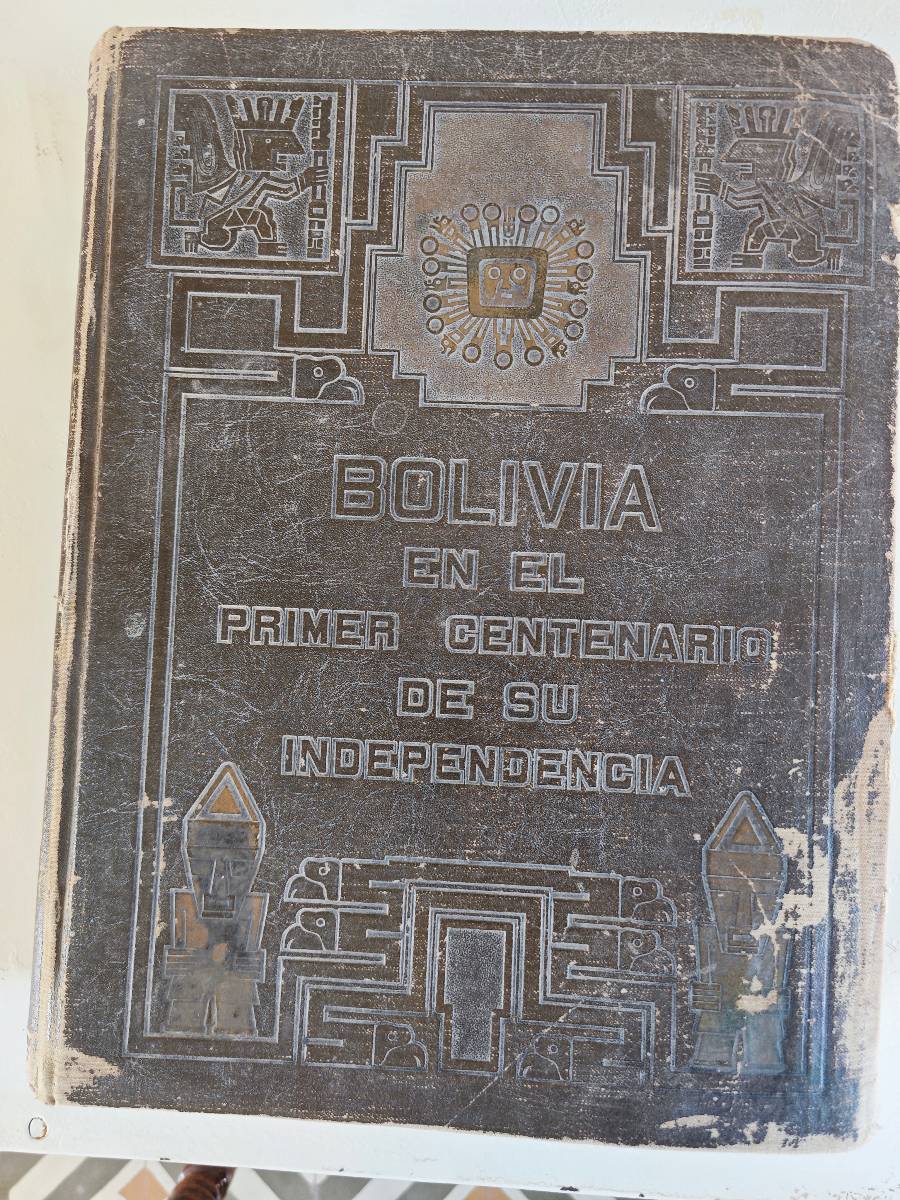 BOLIVIA
EN EL
PRIMER CENTENARIO
DE SU
INDEPENDENCIA